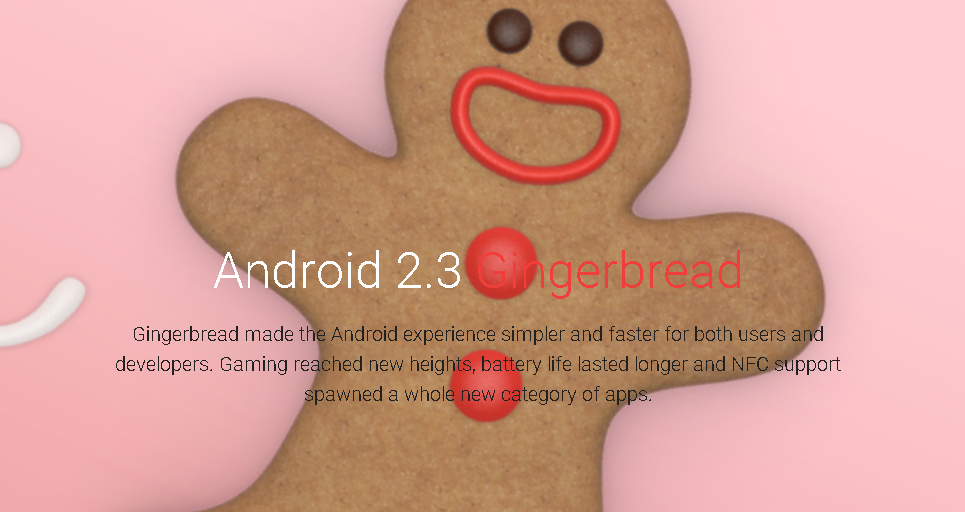 Android 2.3 Gingerbread
Gingerbread made the Android experience simpler and faster for both users and
developers. Gaming reached new heights, battery life lasted longer and NFC support
spawned a whole new category of apps.